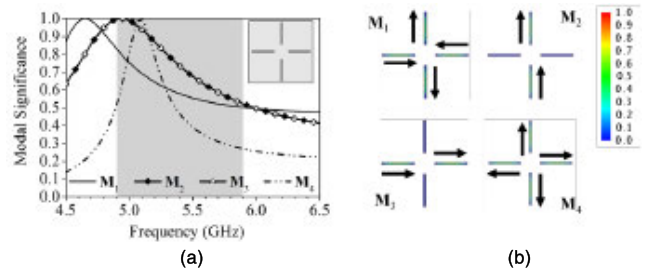 1.0
0.9
0.8
0.7
0.6
0.5
0.4
0.3
0.2
0.1
0.0
Modal Significance
M1 M2 M3 M4
4.5 5.0 5.5 6.0 6.5
Frequency (GHz)
(a)
M1
M2
M3
M4
1.0
0.9
0.8
0.7
0.6
0.5
0.4
0.3
0.2
0.1
0.0
(b)